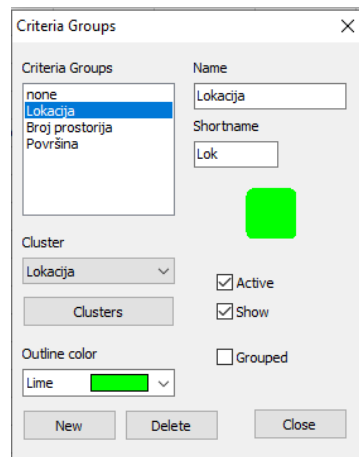 Criteria Groups
Criteria Groups
none
Lokacija
Broj prostorija
Površina
Name
Lokacija
Shortname
Lok
Cluster
Lokacija
Clusters
Active
Show
Outline color
Lime
Grouped
New
Delete
Close